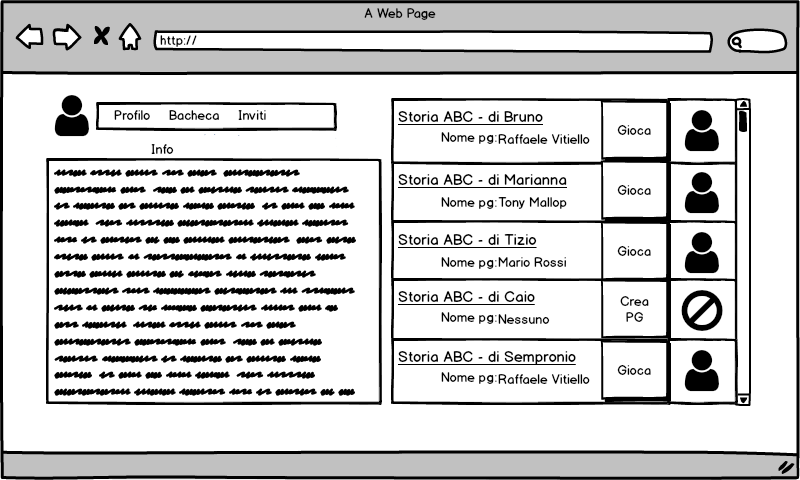 A Web Page
http://
Profilo Bacheca Inviti
Info
Storia ABC - di Bruno
Nome pg: Raffaele Vitiello
Gioca
Storia ABC - di Marianna
Nome pg: Tony Mallop
Gioca
Storia ABC - di Tizio
Nome pg: Mario Rossi
Gioca
Storia ABC - di Caio
Nome pg: Nessuno
Crea
PG
Storia ABC - di Sempronio
Nome pg: Raffaele Vitiello
Gioca